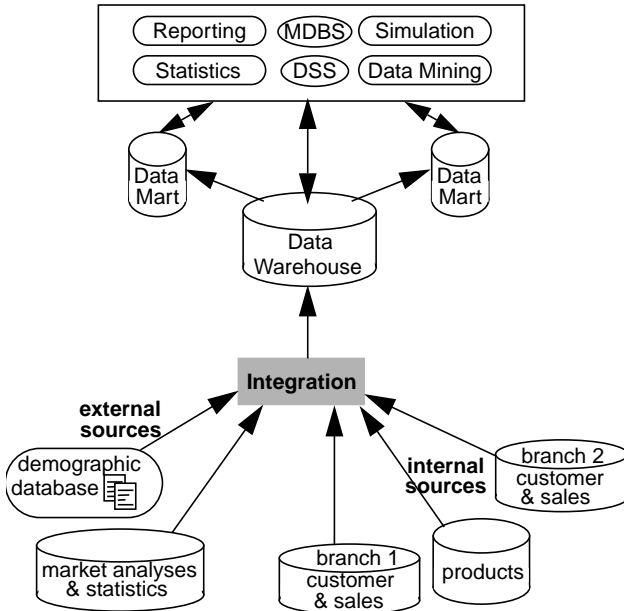 Reporting MDBS Simulation
Statistics DSS Data Mining
Data
Mart
Data
Mart
Data
Warehouse
Integration
external
sources
demographic
database
internal
sources
branch 2
customer
& sales
market analyses
& statistics
branch 1
customer
& sales
products